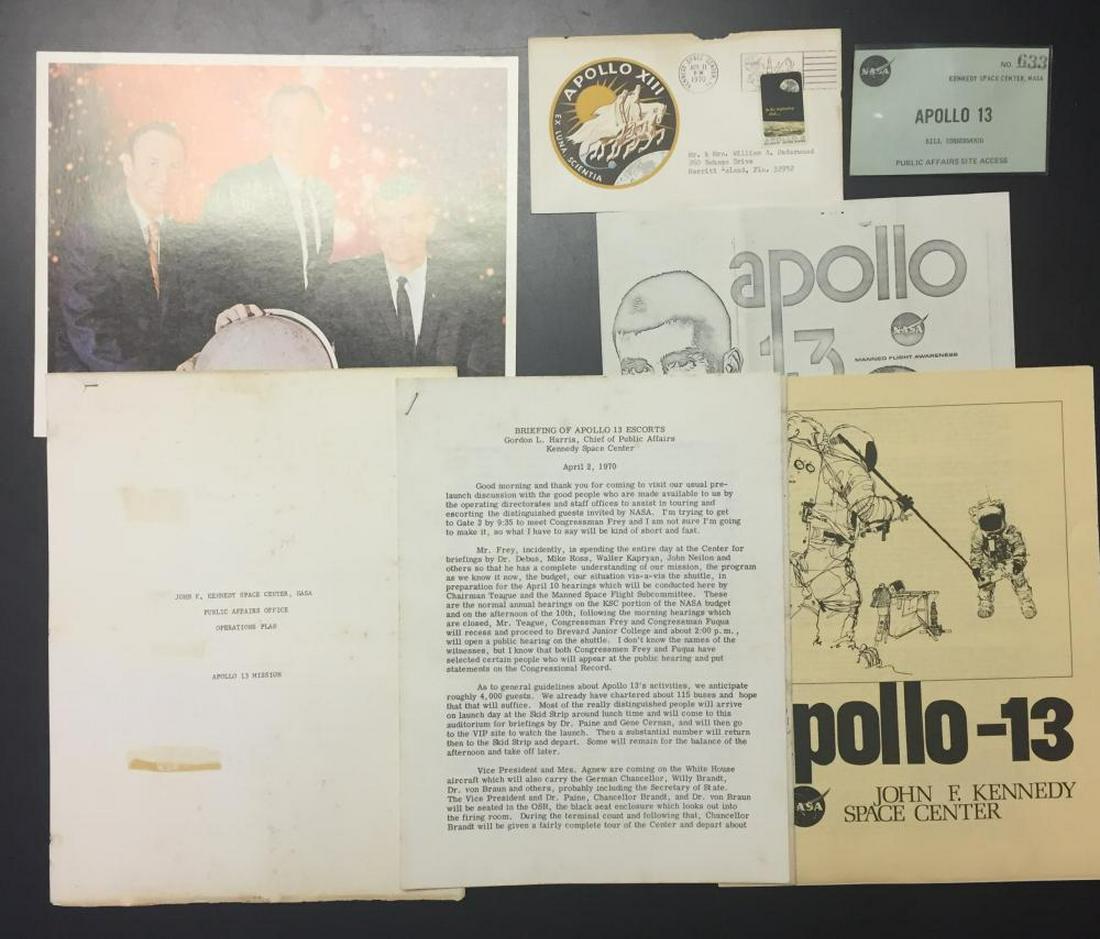 APOLLO XIII
EX LUNA, SCIENTIA
KENNEDY SPACE CENTER
APR 11
PM
1970
In the beginning
God...
APOLLO 8
Mr. & Mrs. William A. Underwood
Drive
Merritt Island, Fla. 32952
NASA
NO. 633
KENNEDY SPACE CENTER, NASA
APOLLO 13
BILL UNDERWOOD
PUBLIC AFFAIRS SITE ACCESS
apollo
13
NASA
MANNED FLIGHT AWARENESS
JOHN F. KENNEDY SPACE CENTER, NASA
PUBLIC AFFAIRS OFFICE
OPERATIONS PLAN
APOLLO 13 MISSION
BRIEFING OF APOLLO 13 ESCORTS
Gordon L. Harris, Chief of Public Affairs
Kennedy Space Center
April 2, 1970
Good morning and thank you for coming to visit our usual pre-
launch discussion with the good people who are made available to us by
the operating directorates and staff offices to assist in touring and
escorting the distinguished guests invited by NASA. I'm trying to get
to Gate 2 by 9:35 to meet Congressman Frey and I am not sure I'm going
to make it, so what I have to say will be kind of short and fast.
Mr. Frey, incidently, is spending the entire day at the Center for
briefings by Dr. Debus, Mike Ross, Walter Kapryan, John Neilon and
others so that he has a complete understanding of our mission, the program
as we know it now, the budget, our situation vis-a-vis the shuttle, in
preparation for the April 10 hearings which will be conducted here by
Chairman Teague and the Manned Space Flight Subcommittee. These
are the normal annual hearings on the KSC portion of the NASA budget
and on the afternoon of the 10th, following the morning hearings which
are closed, Mr. Teague, Congressman Frey and Congressman Fuqua
will recess and proceed to Brevard Junior College and about 2:00 p.m.,
will open a public hearing on the shuttle. I don't know the names of the
witnesses, but I know that both Congressmen Frey and Fuqua have
selected certain people who will appear at the public hearing and put
statements on the Congressional Record.
As to general guidelines about Apollo 13's activities, we anticipate
roughly 4,000 guests. We already have chartered about 115 buses and hope
that that will suffice. Most of the really distinguished people will arrive
on launch day at the Skid Strip around lunch time and will come to this
auditorium for briefings by Dr. Paine and Gene Cernan, and will then go
to the VIP site to watch the launch. Then a substantial number will return
then to the Skid Strip and depart. Some will remain for the balance of the
afternoon and take off later.
Vice President and Mrs. Agnew are coming on the White House
aircraft which will also carry the German Chancellor, Willy Brandt,
Dr. von Braun and others, probably including the Secretary of State.
The Vice President and Dr. Paine, Chancellor Brandt, and Dr. von Braun
will be seated in the OSR, the black seat enclosure which looks out into
the firing room. During the terminal count and following that, Chancellor
Brandt will be given a fairly complete tour of the Center and depart about
pollo-13
NASA
JOHN F. KENNEDY
SPACE CENTER